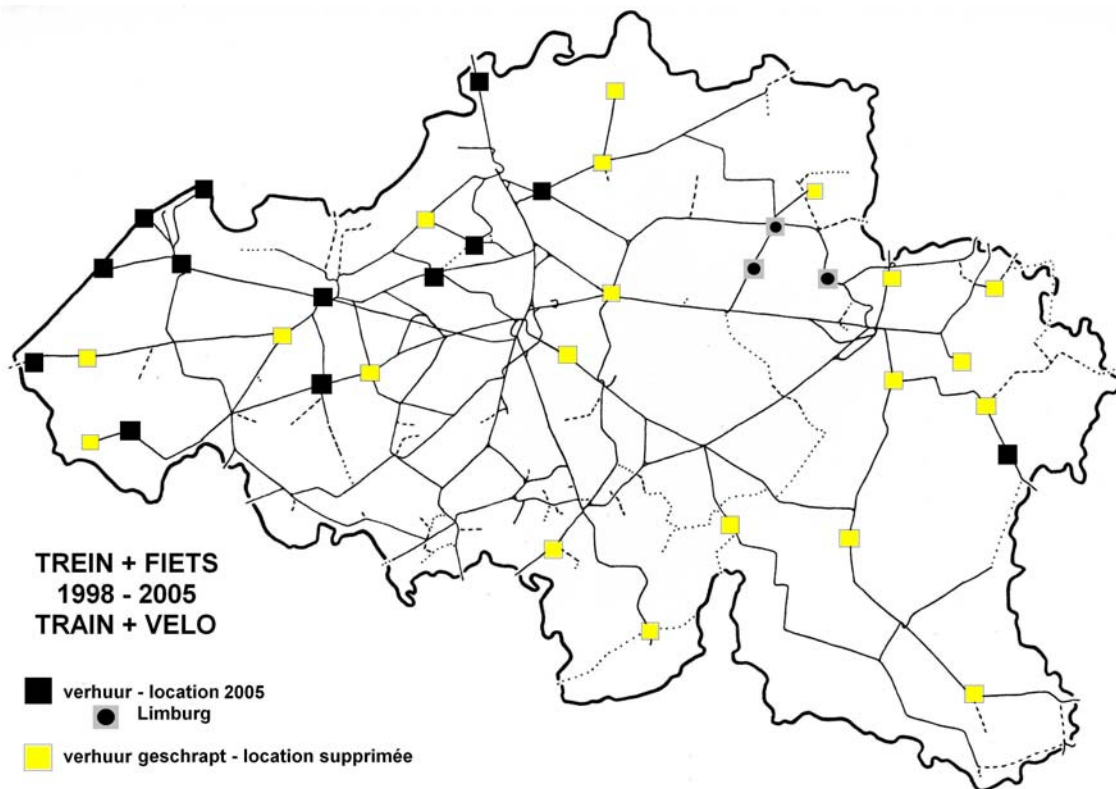 TREIN + FIETS
1998 - 2005
TRAIN + VELO
verhuur - location 2005
Limburg
verhuur geschrapt - location supprimée